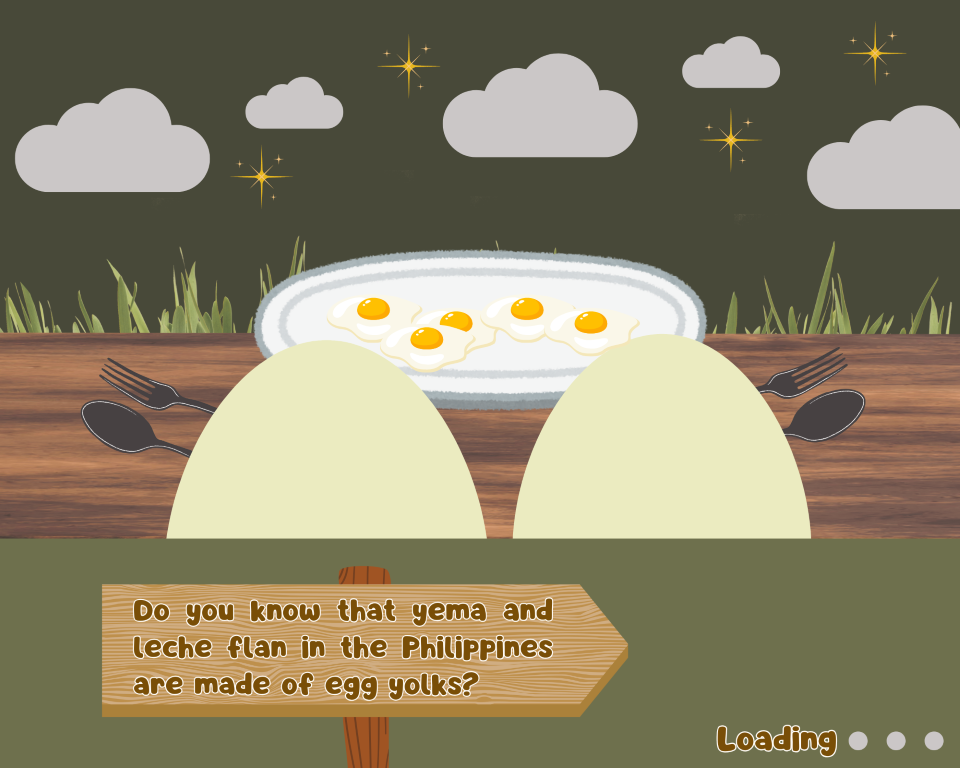 Do you know that yema and
leche flan in the Philippines
are made of egg yolks?
Loading